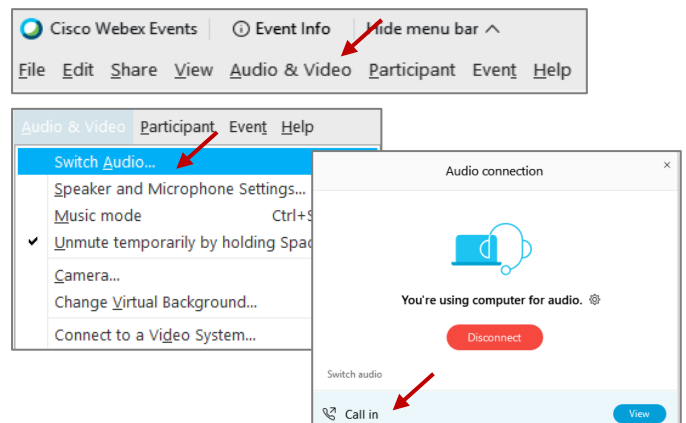 Cisco Webex Events Event Info Hide menu bar
File Edit Share View Audio & Video Participant Event Help
Audio & Video Participant Event Help
Switch Audio...
Speaker and Microphone Settings...
Music mode Ctrl+S
Unmute temporarily by holding Spa
Camera...
Change Virtual Background...
Connect to a Video System...
Audio connection
You're using computer for audio.
Disconnect
Switch audio
Call in View